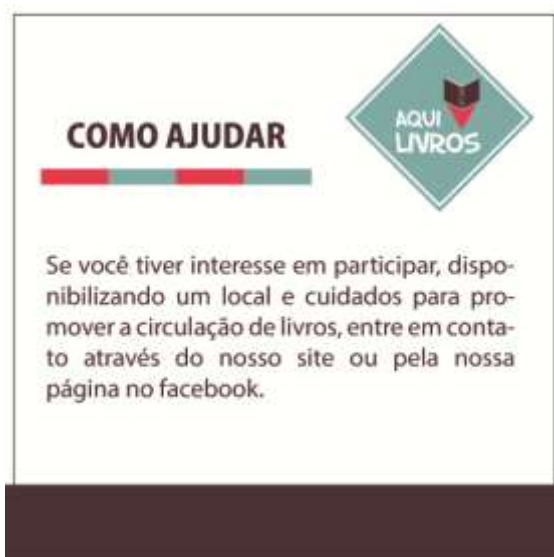 AQUI
LIVROS
COMO AJUDAR
Se você tiver interesse em participar, dispo-
nibilizando um local e cuidados para pro-
mover a circulação de livros, entre em conta-
to através do nosso site ou pela nossa
página no facebook.